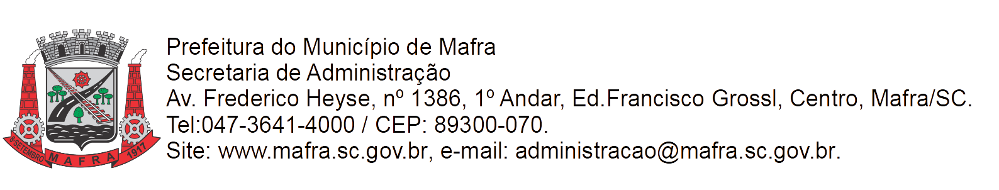 Prefeitura do Município de Mafra
Secretaria de Administração
Av. Frederico Heyse, nº 1386, 1º Andar, Ed.Francisco Grossl, Centro, Mafra/SC.
Tel:047-3641-4000 / CEP: 89300-070.
Site: www.mafra.sc.gov.br, e-mail: administracao@mafra.sc.gov.br.
8-SETEMBRO MAFRA 1917